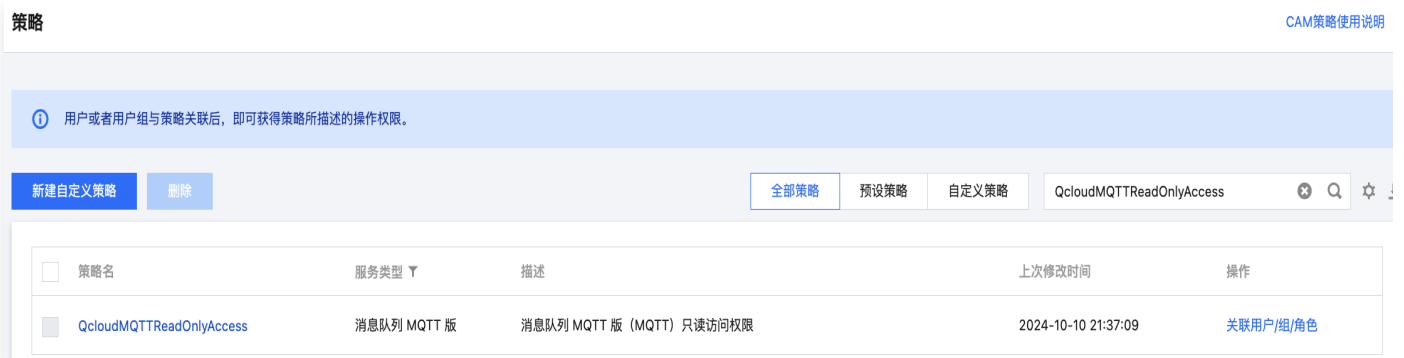 策略
CAM策略使用说明
用户或者用户组与策略关联后，即可获得策略所描述的操作权限。
新建自定义策略 删除 全部策略 预设策略 自定义策略 QcloudMQTTReadOnlyAccess
策略名 服务类型 描述 上次修改时间 操作
QcloudMQTTReadOnlyAccess 消息队列 MQTT 版 消息队列 MQTT 版（MQTT）只读访问权限 2024-10-10 21:37:09 关联用户/组/角色